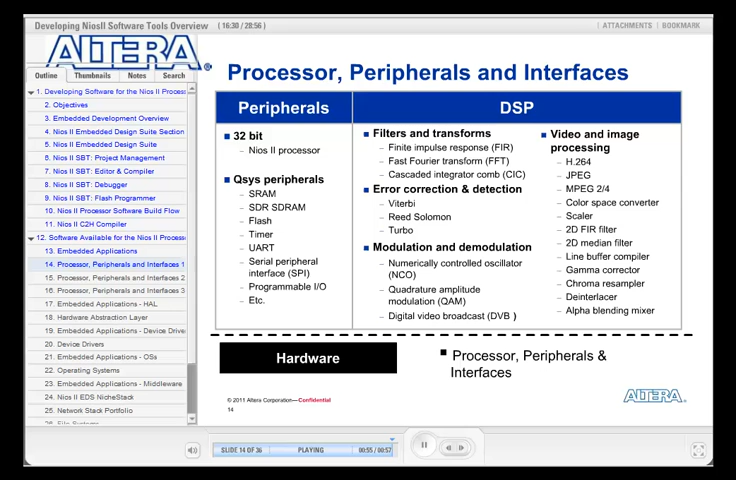 Developing NiosII Software Tools Overview ( 16:30 / 28:56 )
ATTACHMENTS | BOOKMARK
ALTERA®
Outline Thumbnails Notes Search
1. Developing Software for the Nios II Process
2. Objectives
3. Embedded Development Overview
4. Nios II Embedded Design Suite Section
5. Nios II Embedded Design Suite
6. Nios II SBT: Project Management
7. Nios II SBT: Editor & Compiler
8. Nios II SBT: Debugger
9. Nios II SBT: Flash Programmer
10. Nios II Processor Software Build Flow
11. Nios II C2H Compiler
12. Software Available for the Nios II Process
13. Embedded Applications
14. Processor, Peripherals and Interfaces 1
15. Processor, Peripherals and Interfaces 2
16. Processor, Peripherals and Interfaces 3
17. Embedded Applications - HAL
18. Hardware Abstraction Layer
19. Embedded Applications - Device Drive
20. Device Drivers
21. Embedded Applications - OSs
22. Operating Systems
23. Embedded Applications - Middleware
24. Nios II EDS NicheStack
25. Network Stack Portfolio
26. File Systems
Processor, Peripherals and Interfaces
Peripherals
■ 32 bit
– Nios II processor
■ Qsys peripherals
– SRAM
– SDR SDRAM
– Flash
– Timer
– UART
– Serial peripheral
interface (SPI)
– Programmable I/O
– Etc.
DSP
■ Filters and transforms
– Finite impulse response (FIR)
– Fast Fourier transform (FFT)
– Cascaded integrator comb (CIC)
■ Error correction & detection
– Viterbi
– Reed Solomon
– Turbo
■ Modulation and demodulation
– Numerically controlled oscillator
(NCO)
– Quadrature amplitude
modulation (QAM)
– Digital video broadcast (DVB )
■ Video and image
processing
– H.264
– JPEG
– MPEG 2/4
– Color space converter
– Scaler
– 2D FIR filter
– 2D median filter
– Line buffer compiler
– Gamma corrector
– Chroma resampler
– Deinterlacer
– Alpha blending mixer
Hardware
▪ Processor, Peripherals &
Interfaces
© 2011 Altera Corporation—Confidential
14
ALTERA.
SLIDE 14 OF 36 PLAYING 00:55 / 00:57